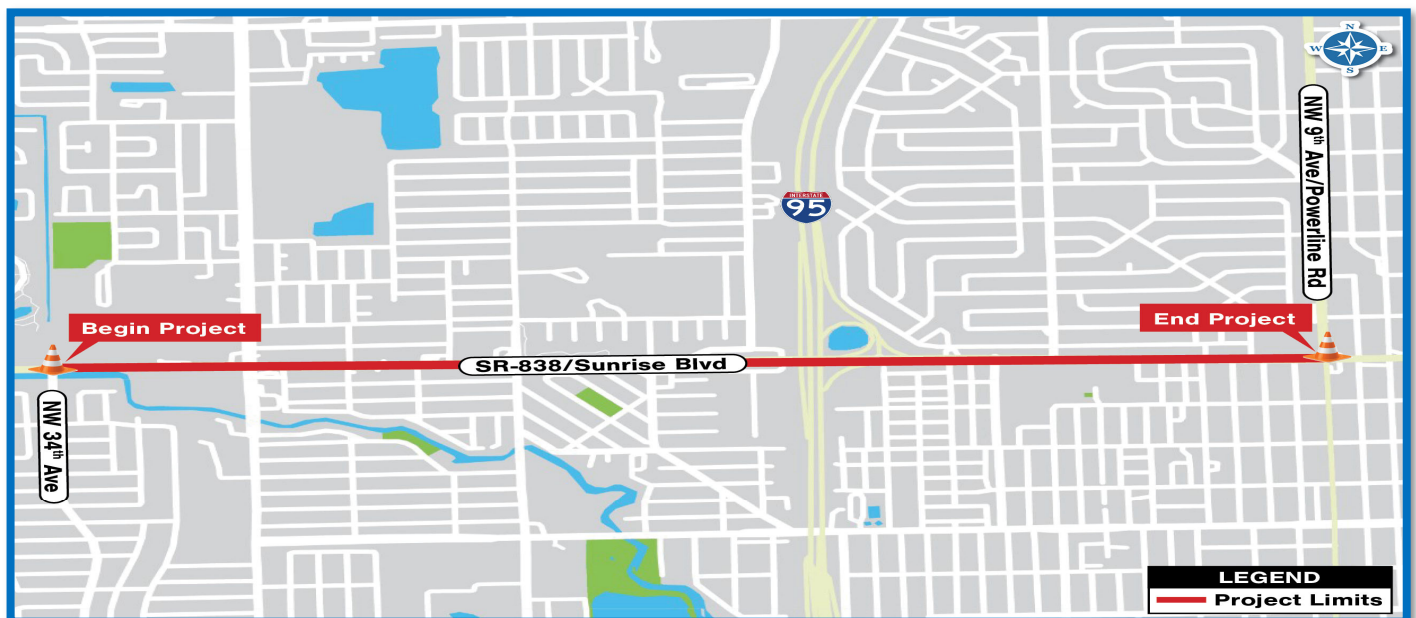 N
W E
S
NW 9th Ave/Powerline Rd
INTERSTATE
95
Begin Project
End Project
SR-838/Sunrise Blvd
NW 34th Ave
LEGEND
Project Limits